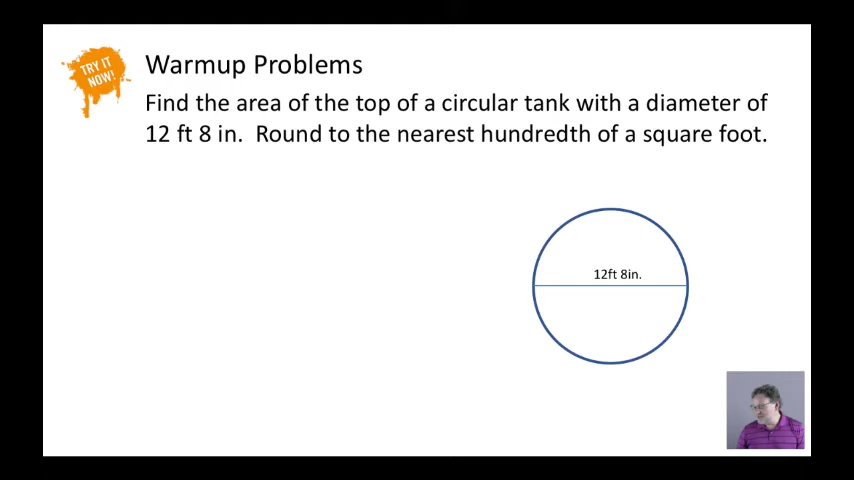 TRY IT
NOW!
Warmup Problems
Find the area of the top of a circular tank with a diameter of
12 ft 8 in.  Round to the nearest hundredth of a square foot.
12ft 8in.